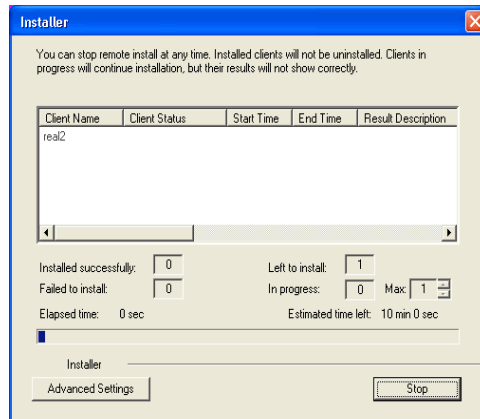 Installer
You can stop remote install at any time. Installed clients will not be uninstalled. Clients in
progress will continue installation, but their results will not show correctly.
Client Name Client Status Start Time End Time Result Description
real2
Installed successfully: 0 Left to install: 1
Failed to install: 0 In progress: 0 Max: 1
Elapsed time: 0 sec Estimated time left: 10 min 0 sec
Installer
Advanced Settings Stop